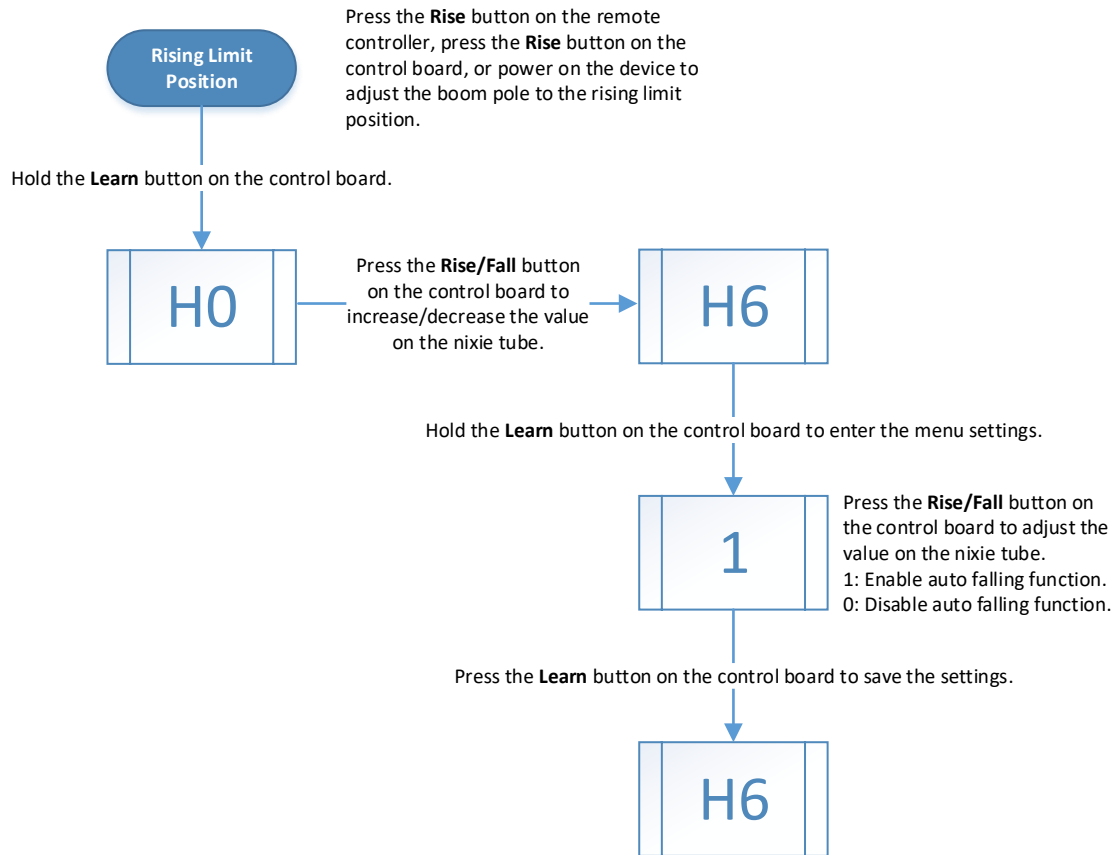 Press the Rise button on the remote
controller, press the Rise button on the
control board, or power on the device to
adjust the boom pole to the rising limit
position.
Rising Limit
Position
Hold the Learn button on the control board.
H0
Press the Rise/Fall button
on the control board to
increase/decrease the value
on the nixie tube.
H6
Hold the Learn button on the control board to enter the menu settings.
1
Press the Rise/Fall button on
the control board to adjust the
value on the nixie tube.
1: Enable auto falling function.
0: Disable auto falling function.
Press the Learn button on the control board to save the settings.
H6